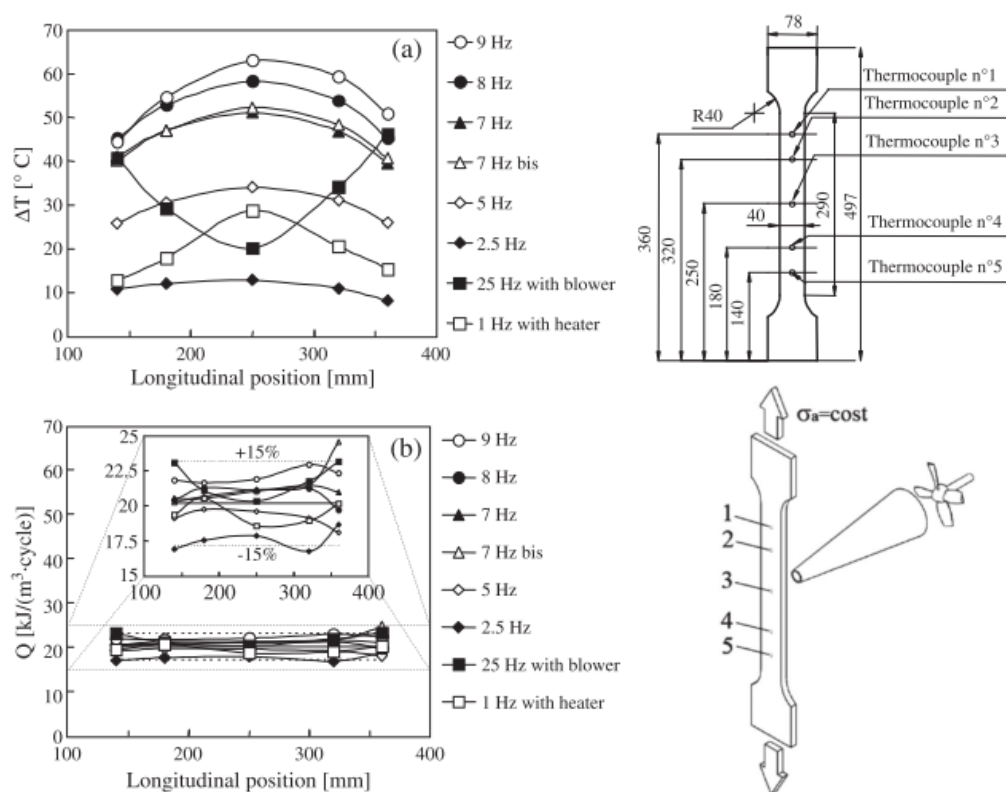 70
60
50
40
30
20
10
0
ΔT [° C]
(a)
100
200
300
400
Longitudinal position [mm]
9 Hz
8 Hz
7 Hz
7 Hz bis
5 Hz
2.5 Hz
25 Hz with blower
1 Hz with heater
78
R40
Thermocouple n°1
Thermocouple n°2
Thermocouple n°3
Thermocouple n°4
Thermocouple n°5
360
320
250
180
140
40
290
497
70
60
50
40
30
20
10
0
Q [kJ/(m³·cycle)]
(b)
25
22.5
20
17.5
15
+15%
-15%
100
200
300
400
100
200
300
400
Longitudinal position [mm]
9 Hz
8 Hz
7 Hz
7 Hz bis
5 Hz
2.5 Hz
25 Hz with blower
1 Hz with heater
σa=cost
1
2
3
4
5